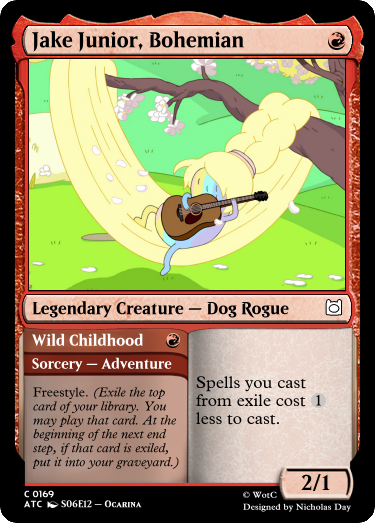 Jake Junior, Bohemian
Legendary Creature — Dog Rogue
Wild Childhood
Sorcery — Adventure
Freestyle. (Exile the top
card of your library. You
may play that card. At the
beginning of the next end
step, if that card is exiled,
put it into your graveyard.)
Spells you cast
from exile cost 1
less to cast.
2/1
C 0169
ATC S06E12 — Ocarina
© WotC
Designed by Nicholas Day